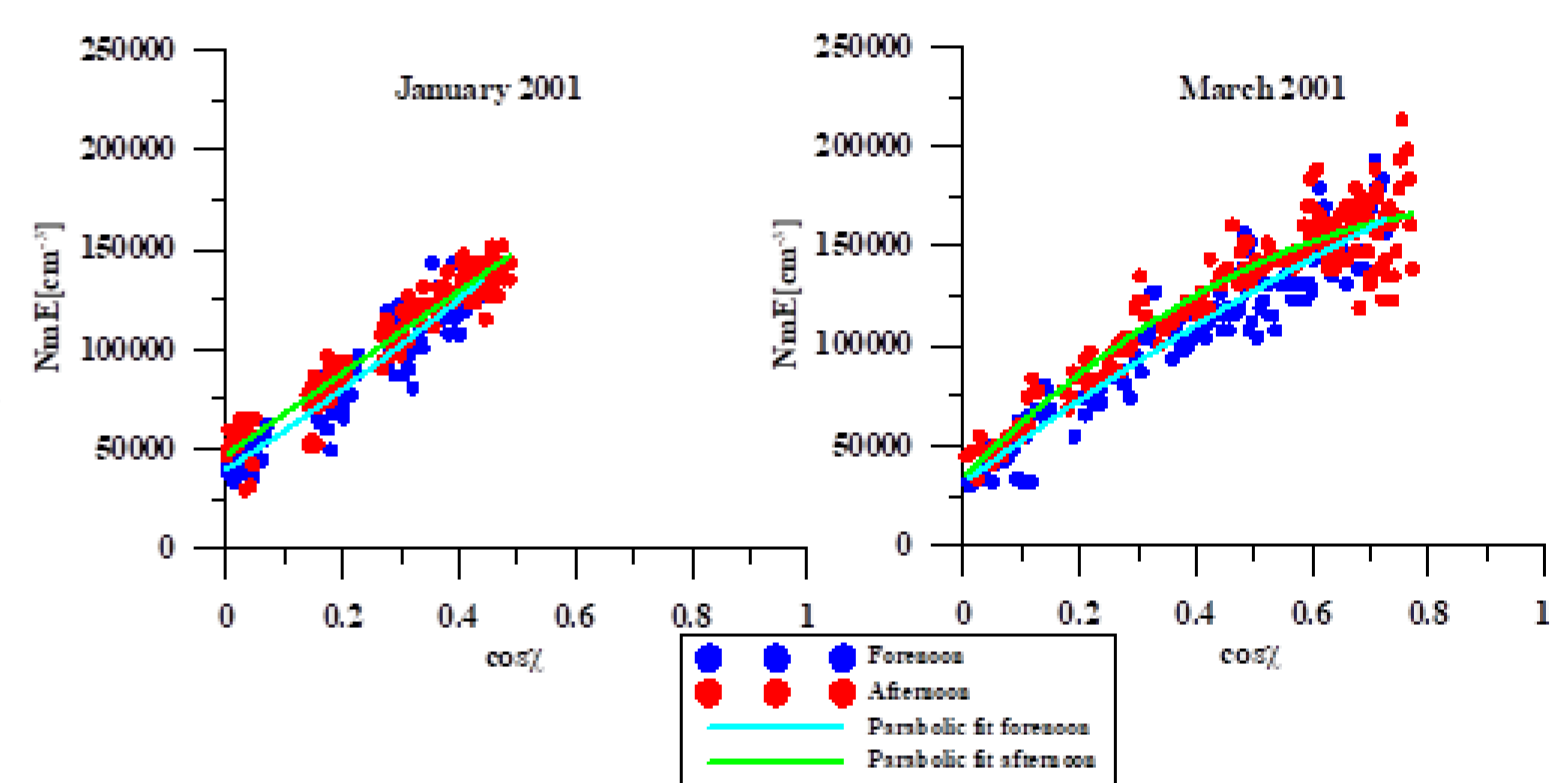 January 2001
250000
200000
150000
100000
50000
0
NmE[cm⁻³]
0 0.2 0.4 0.6 0.8 1
cosχ
March 2001
250000
200000
150000
100000
50000
0
NmE[cm⁻³]
0 0.2 0.4 0.6 0.8 1
cosχ
Forenoon
Afternoon
Parabolic fit forenoon
Parabolic fit afternoon